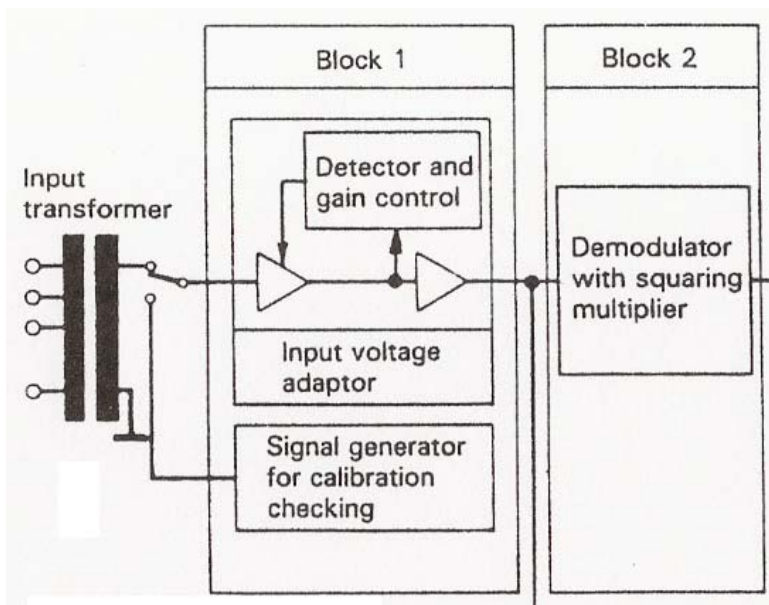 Block 1
Block 2
Input
transformer
Detector and
gain control
Demodulator
with squaring
multiplier
Input voltage
adaptor
Signal generator
for calibration
checking